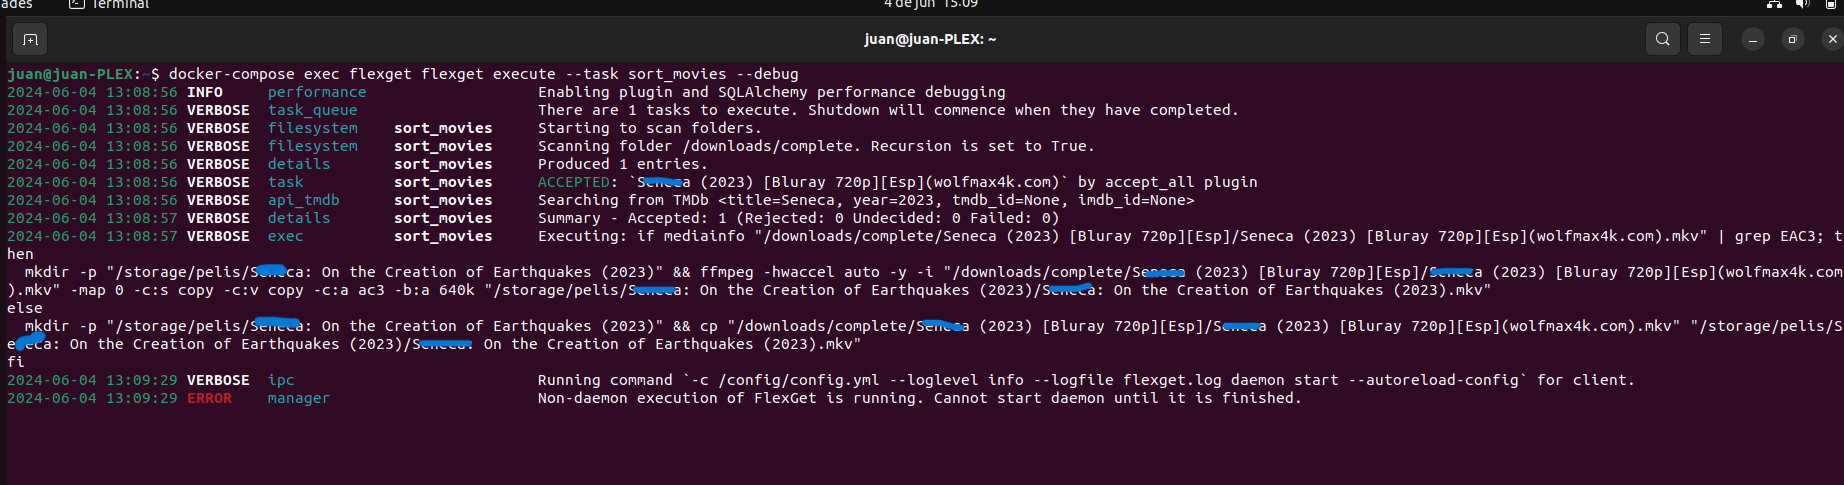 ades Terminal 4 de jun 15:09
juan@juan-PLEX: ~
juan@juan-PLEX:~$ docker-compose exec flexget flexget execute --task sort_movies --debug
2024-06-04 13:08:56 INFO performance Enabling plugin and SQLAlchemy performance debugging
2024-06-04 13:08:56 VERBOSE task_queue There are 1 tasks to execute. Shutdown will commence when they have completed.
2024-06-04 13:08:56 VERBOSE filesystem sort_movies Starting to scan folders.
2024-06-04 13:08:56 VERBOSE filesystem sort_movies Scanning folder /downloads/complete. Recursion is set to True.
2024-06-04 13:08:56 VERBOSE details sort_movies Produced 1 entries.
2024-06-04 13:08:56 VERBOSE task sort_movies ACCEPTED: `Seneca (2023) [Bluray 720p][Esp](wolfmax4k.com)` by accept_all plugin
2024-06-04 13:08:56 VERBOSE api_tmdb sort_movies Searching from TMDb <title=Seneca, year=2023, tmdb_id=None, imdb_id=None>
2024-06-04 13:08:57 VERBOSE details sort_movies Summary - Accepted: 1 (Rejected: 0 Undecided: 0 Failed: 0)
2024-06-04 13:08:57 VERBOSE exec sort_movies Executing: if mediainfo "/downloads/complete/Seneca (2023) [Bluray 720p][Esp]/Seneca (2023) [Bluray 720p][Esp](wolfmax4k.com).mkv" | grep EAC3; t
hen
mkdir -p "/storage/pelis/Seneca: On the Creation of Earthquakes (2023)" && ffmpeg -hwaccel auto -y -i "/downloads/complete/Seneca (2023) [Bluray 720p][Esp]/Seneca (2023) [Bluray 720p][Esp](wolfmax4k.com
).mkv" -map 0 -c:s copy -c:v copy -c:a ac3 -b:a 640k "/storage/pelis/Seneca: On the Creation of Earthquakes (2023)/Seneca: On the Creation of Earthquakes (2023).mkv"
else
mkdir -p "/storage/pelis/Seneca: On the Creation of Earthquakes (2023)" && cp "/downloads/complete/Seneca (2023) [Bluray 720p][Esp]/Seneca (2023) [Bluray 720p][Esp](wolfmax4k.com).mkv" "/storage/pelis/S
eneca: On the Creation of Earthquakes (2023)/Seneca: On the Creation of Earthquakes (2023).mkv"
fi
2024-06-04 13:09:29 VERBOSE ipc Running command `-c /config/config.yml --loglevel info --logfile flexget.log daemon start --autoreload-config` for client.
2024-06-04 13:09:29 ERROR manager Non-daemon execution of FlexGet is running. Cannot start daemon until it is finished.